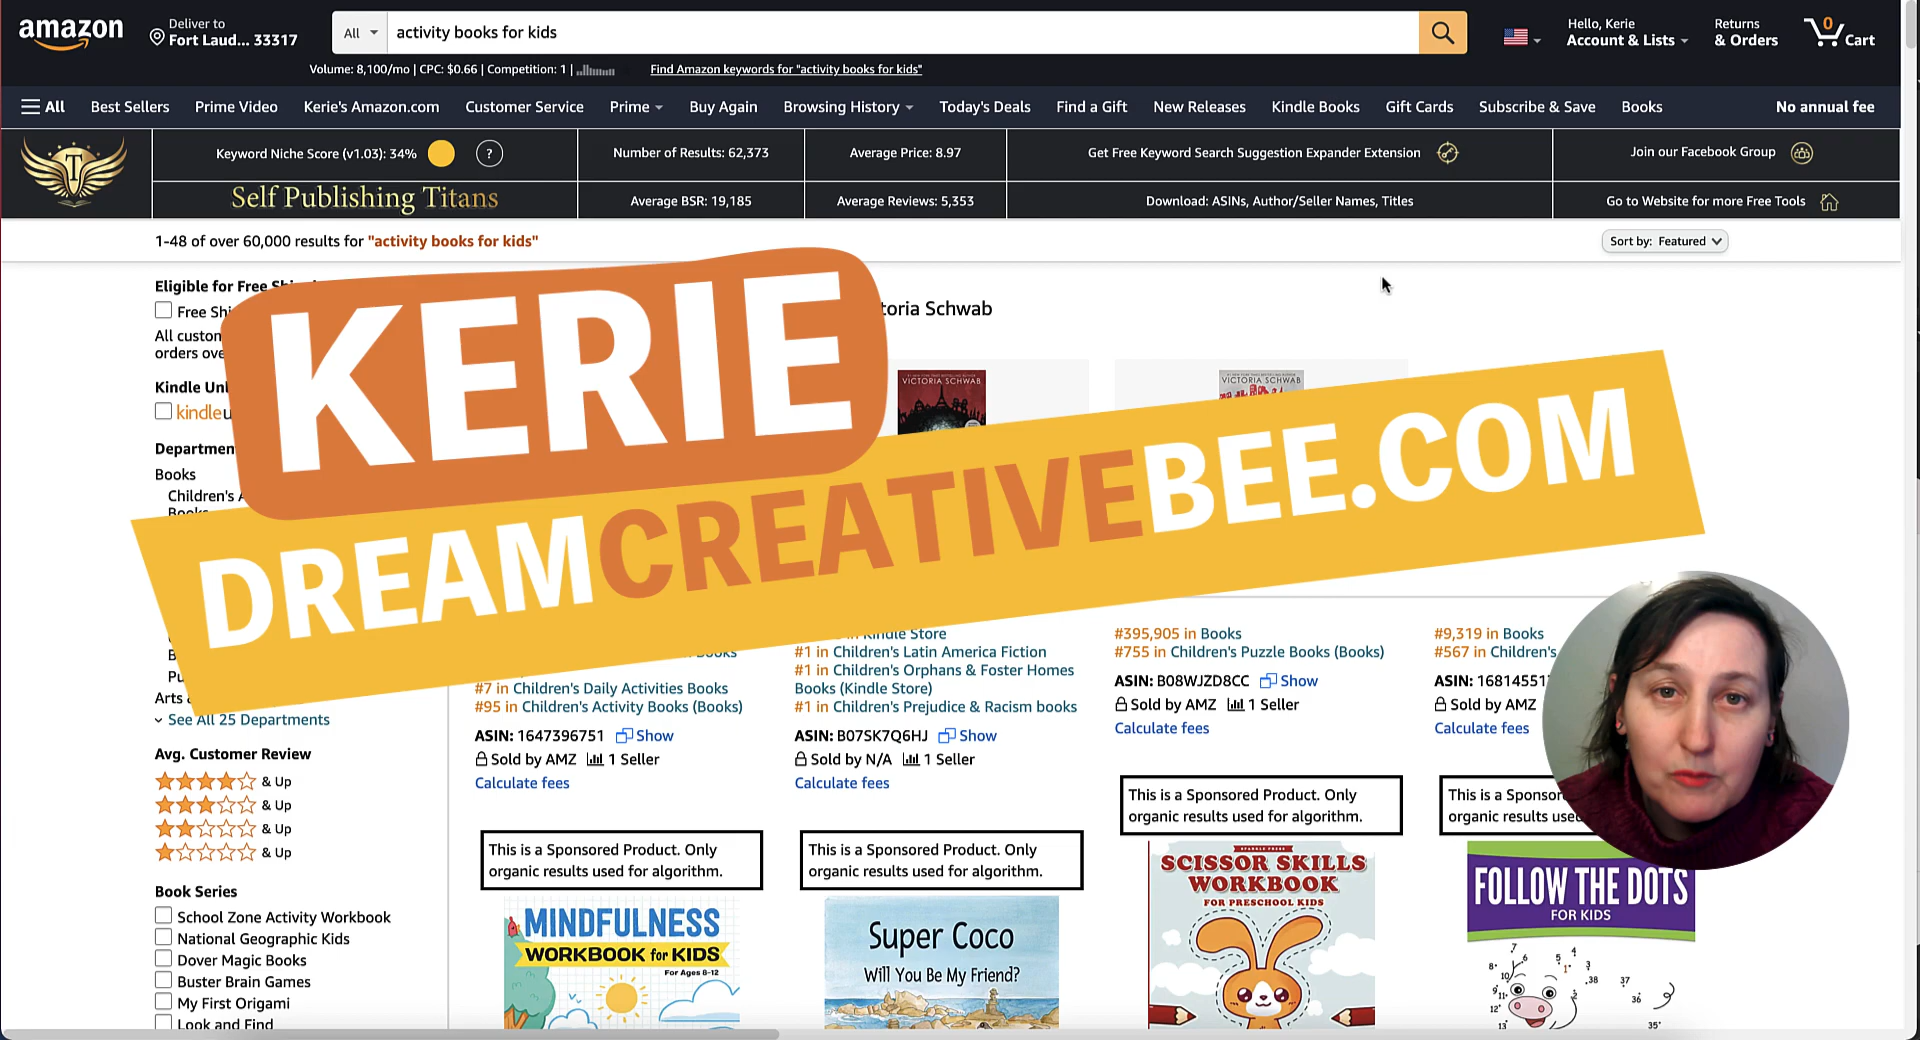 amazon
Deliver to
Fort Laud... 33317
All
activity books for kids
Hello, Kerie
Account & Lists
Returns
& Orders
0
Cart
Volume: 8,100/mo | CPC: $0.66 | Competition: 1 |
Find Amazon keywords for "activity books for kids"
All
Best Sellers
Prime Video
Kerie's Amazon.com
Customer Service
Prime
Buy Again
Browsing History
Today's Deals
Find a Gift
New Releases
Kindle Books
Gift Cards
Subscribe & Save
Books
No annual fee
T
Keyword Niche Score (v1.03): 34%
?
Self Publishing Titans
Number of Results: 62,373
Average BSR: 19,185
Average Price: 8.97
Average Reviews: 5,353
Get Free Keyword Search Suggestion Expander Extension
Download: ASINs, Author/Seller Names, Titles
Join our Facebook Group
Go to Website for more Free Tools
1-48 of over 60,000 results for "activity books for kids"
Sort by: Featured
KERIE
DREAMCREATIVEBEE.COM
Eligible for Free
Free
All
orders
Kindle
kindle
Books
Children's
Arts
See All 25 Departments
Avg. Customer Review
& Up
& Up
& Up
& Up
Book Series
School Zone Activity Workbook
National Geographic Kids
Dover Magic Books
Buster Brain Games
My First Origami
Look and Find
Schwab
VICTORIA SCHWAB
VICTORIA SCHWAB
Books
#7 in Children's Daily Activities Books
#95 in Children's Activity Books (Books)
ASIN: 1647396751 Show
Sold by AMZ 1 Seller
Calculate fees
This is a Sponsored Product. Only
organic results used for algorithm.
MINDFULNESS
WORKBOOK for KIDS
For Ages 8-12
Kindle Store
#1 in Children's Latin America Fiction
#1 in Children's Orphans & Foster Homes
Books (Kindle Store)
#1 in Children's Prejudice & Racism books
ASIN: B07SK7Q6HJ Show
Sold by N/A 1 Seller
Calculate fees
This is a Sponsored Product. Only
organic results used for algorithm.
Super Coco
Will You Be My Friend?
#395,905 in Books
#755 in Children's Puzzle Books (Books)
ASIN: B08WJZD8CC Show
Sold by AMZ 1 Seller
Calculate fees
This is a Sponsored Product. Only
organic results used for algorithm.
SCISSOR SKILLS
WORKBOOK
FOR PRESCHOOL KIDS
#9,319 in Books
#567 in Children's
ASIN:
Sold by AMZ
Calculate fees
This is a
organic results
FOLLOW THE DOTS
FOR KIDS